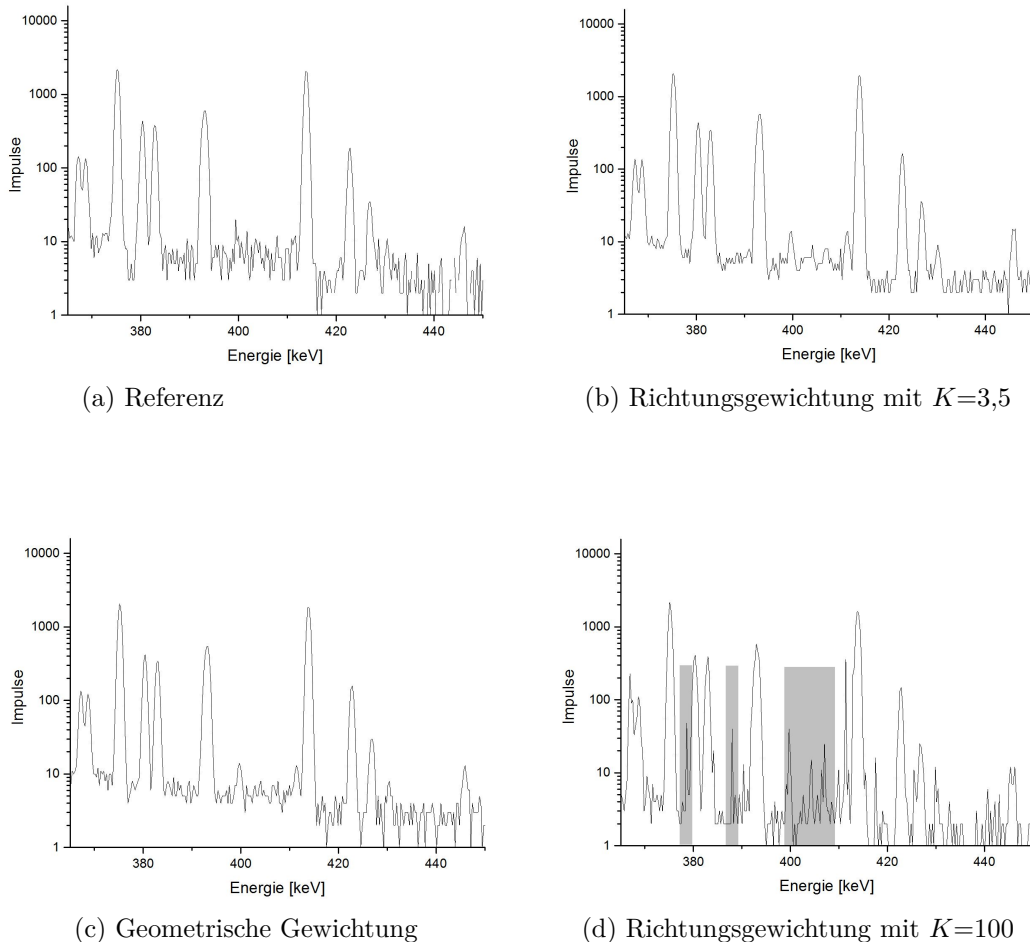 10000
1000
100
10
1
Impulse
380 400 420 440
Energie [keV]
(a) Referenz
10000
1000
100
10
1
Impulse
380 400 420 440
Energie [keV]
(b) Richtungsgewichtung mit K=3,5
10000
1000
100
10
1
Impulse
380 400 420 440
Energie [keV]
(c) Geometrische Gewichtung
10000
1000
100
10
1
Impulse
380 400 420 440
Energie [keV]
(d) Richtungsgewichtung mit K=100